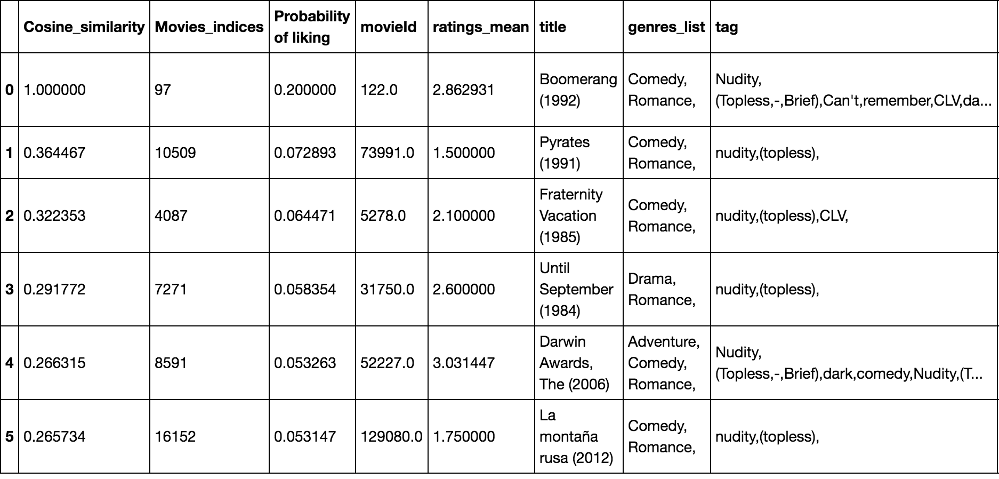 Cosine_similarity Movies_indices Probability of liking movieId ratings_mean title genres_list tag
0 1.000000 97 0.200000 122.0 2.862931 Boomerang (1992) Comedy, Romance, Nudity, (Topless,-,Brief),Can't,remember,CLV,da...
1 0.364467 10509 0.072893 73991.0 1.500000 Pyrates (1991) Comedy, Romance, nudity,(topless),
2 0.322353 4087 0.064471 5278.0 2.100000 Fraternity Vacation (1985) Comedy, Romance, nudity,(topless),CLV,
3 0.291772 7271 0.058354 31750.0 2.600000 Until September (1984) Drama, Romance, nudity,(topless),
4 0.266315 8591 0.053263 52227.0 3.031447 Darwin Awards, The (2006) Adventure, Comedy, Romance, Nudity, (Topless,-,Brief),dark,comedy,Nudity,(T...
5 0.265734 16152 0.053147 129080.0 1.750000 La montaña rusa (2012) Comedy, Romance, nudity,(topless),